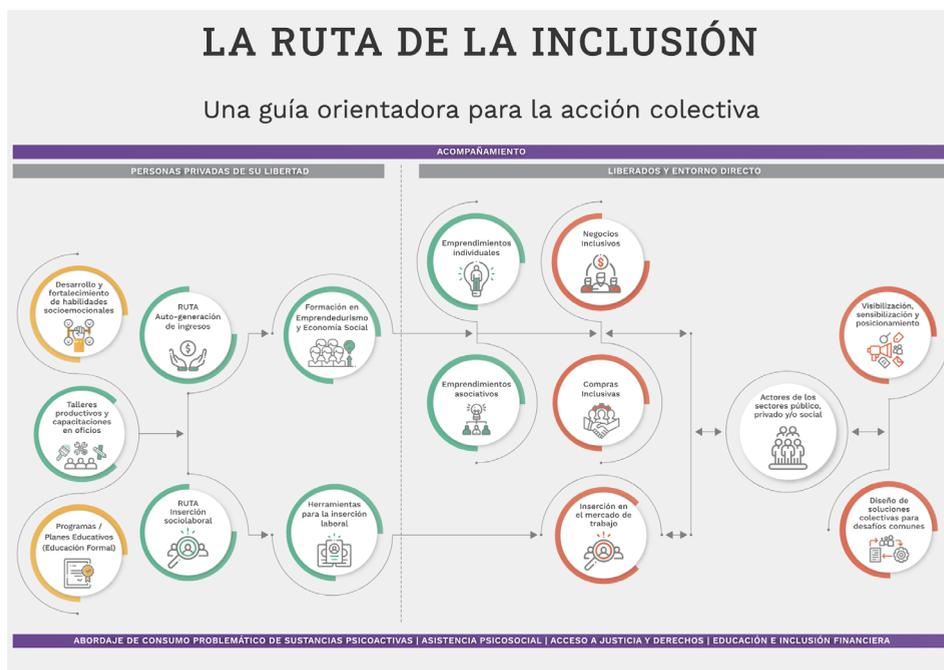 LA RUTA DE LA INCLUSIÓN
Una guía orientadora para la acción colectiva
ACOMPAÑAMIENTO
PERSONAS PRIVADAS DE SU LIBERTAD
LIBERADOS Y ENTORNO DIRECTO
Desarrollo y
fortalecimiento
de habilidades
socioemocionales
Talleres
productivos y
capacitaciones
en oficios
Programas /
Planes Educativos
(Educación Formal)
RUTA
Auto-generación
de ingresos
RUTA
Inserción
sociolaboral
Formación en
Emprendedurismo
y Economía Social
Herramientas
para la inserción
laboral
Emprendimientos
individuales
Emprendimientos
asociativos
Negocios
Inclusivos
Compras
Inclusivas
Inserción en
el mercado de
trabajo
Actores de los
sectores público,
privado y/o social
Visibilización,
sensibilización y
posicionamiento
Diseño de
soluciones
colectivas para
desafíos comunes
ABORDAJE DE CONSUMO PROBLEMÁTICO DE SUSTANCIAS PSICOACTIVAS | ASISTENCIA PSICOSOCIAL | ACCESO A JUSTICIA Y DERECHOS | EDUCACIÓN E INCLUSIÓN FINANCIERA